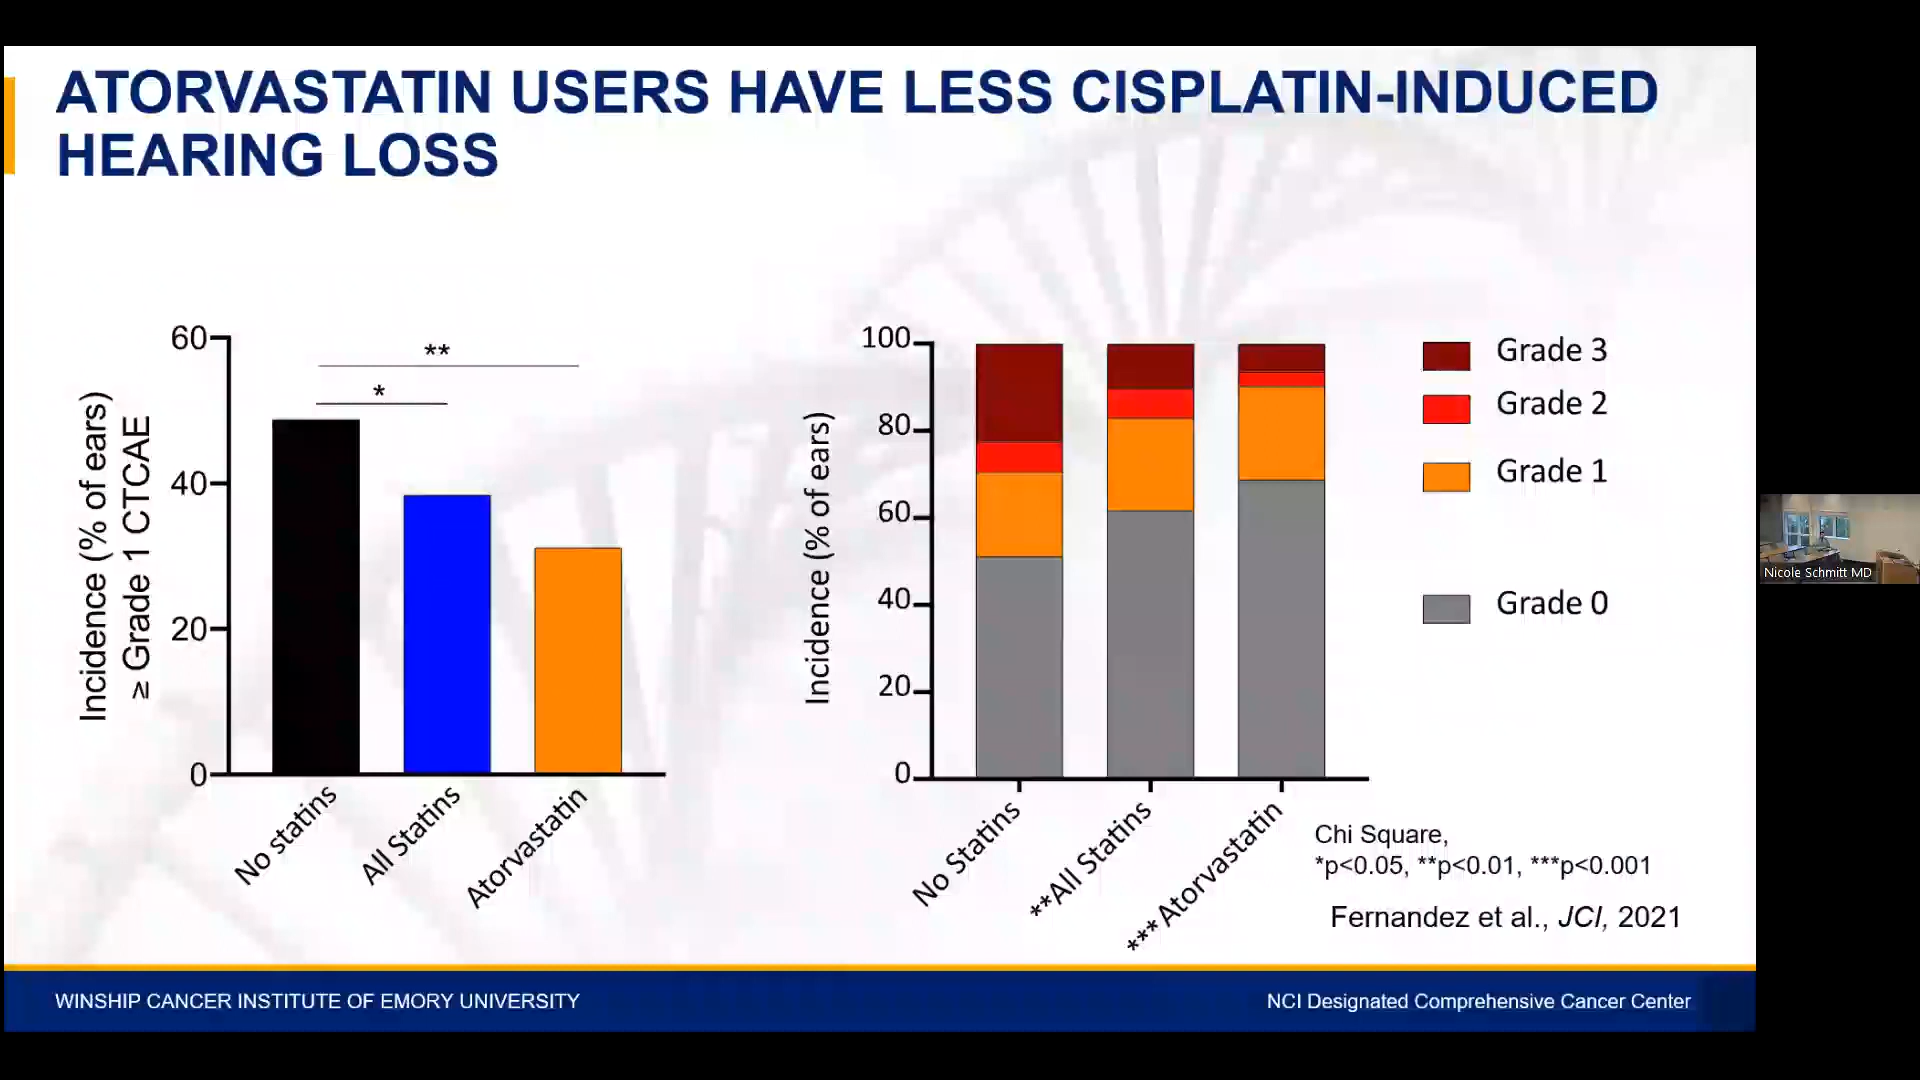 ATORVASTATIN USERS HAVE LESS CISPLATIN-INDUCED
HEARING LOSS
Incidence (% of ears)
≥ Grade 1 CTCAE
60
40
20
0
**
*
No statins
All Statins
Atorvastatin
Incidence (% of ears)
100
80
60
40
20
0
No Statins
**All Statins
***Atorvastatin
Grade 3
Grade 2
Grade 1
Grade 0
Chi Square,
*p<0.05, **p<0.01, ***p<0.001
Fernandez et al., JCI, 2021
WINSHIP CANCER INSTITUTE OF EMORY UNIVERSITY
NCI Designated Comprehensive Cancer Center
Nicole Schmitt MD